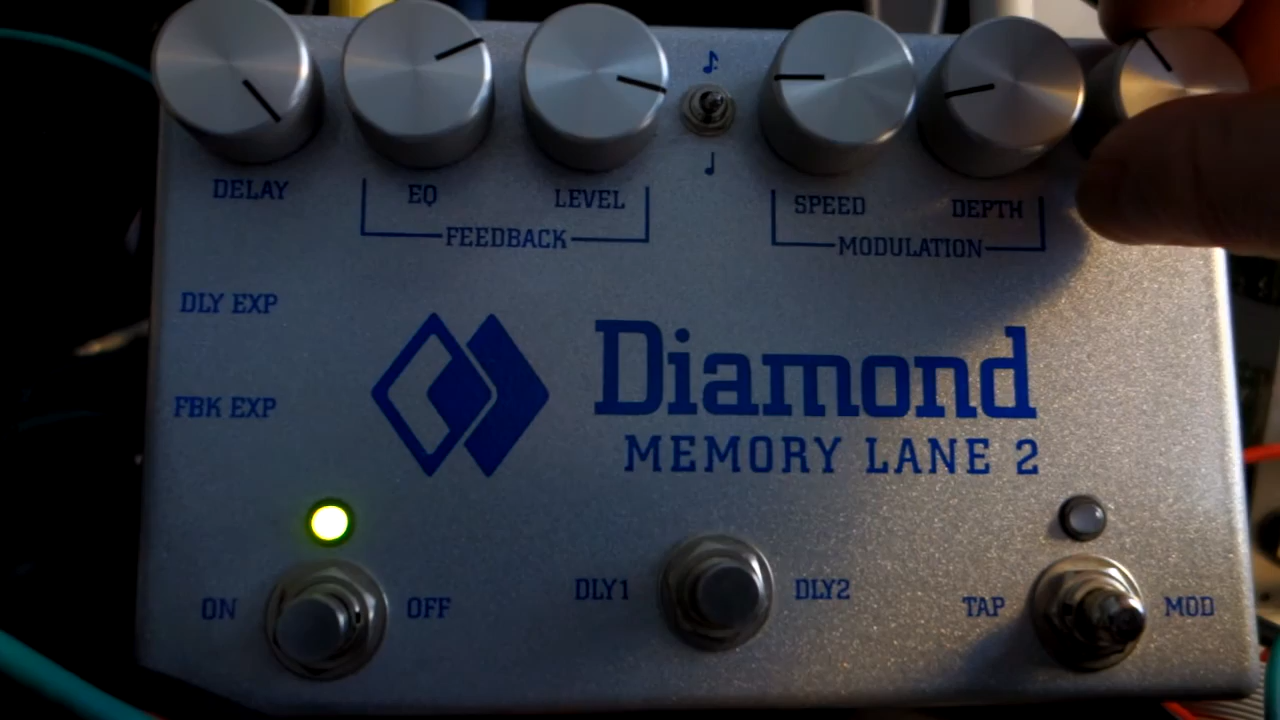 DELAY
EQ
LEVEL
SPEED
DEPTH
FEEDBACK
MODULATION
DLY EXP
FBK EXP
Diamond
MEMORY LANE 2
ON
OFF
DLY1
DLY2
TAP
MOD